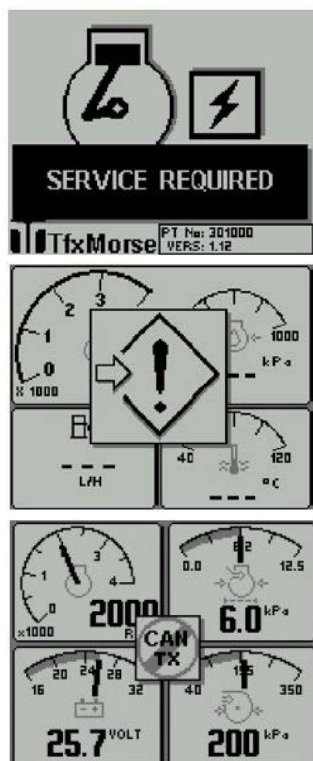 SERVICE REQUIRED
TfxMorse
PT No: 301000
VERS: 1.12
0 1 2 3
X 1000
1000
kPa
---
---
L/H
40 120
---
°C
0 1 3 4
x1000
2000
R
0.0 12.5
6.0 kPa
CAN
TX
16 20 24 28 32
25.7 VOLT
40 350
200 kPa